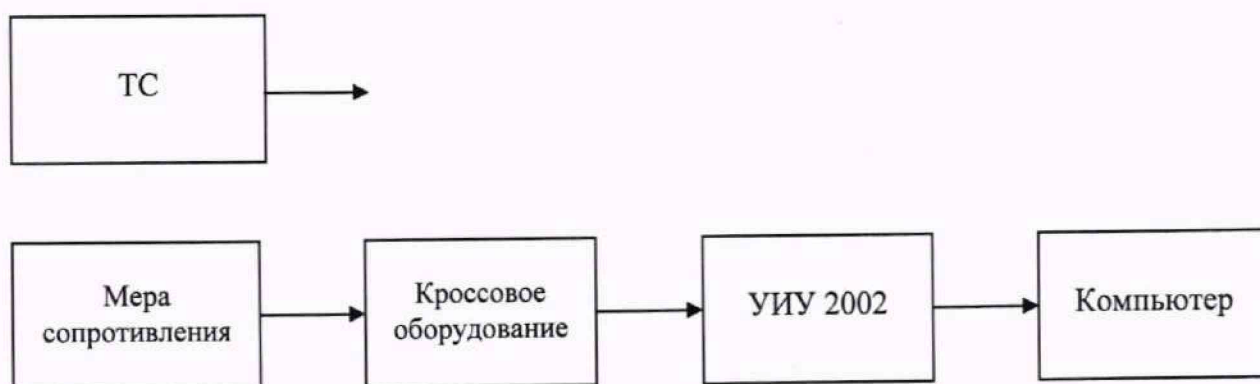 ТС
Мера
сопротивления
Кроссовое
оборудование
УИУ 2002
Компьютер